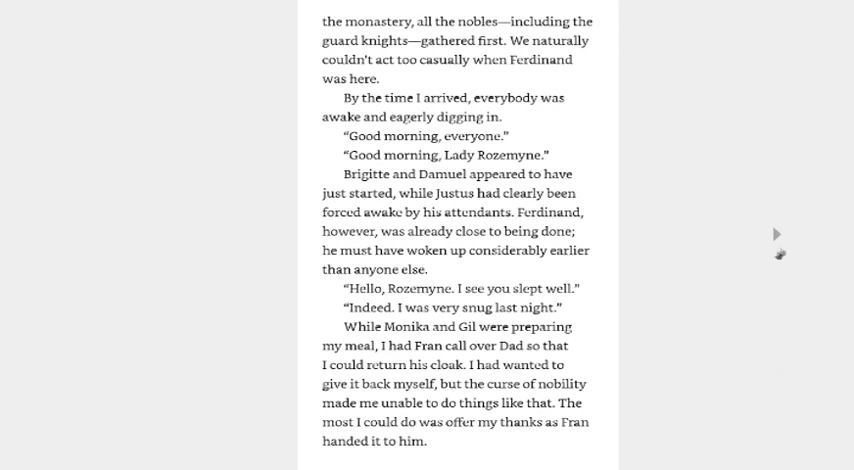 the monastery, all the nobles—including the
guard knights—gathered first. We naturally
couldn't act too casually when Ferdinand
was here.
By the time I arrived, everybody was
awake and eagerly digging in.
“Good morning, everyone.”
“Good morning, Lady Rozemyne.”
Brigitte and Damuel appeared to have
just started, while Justus had clearly been
forced awake by his attendants. Ferdinand,
however, was already close to being done;
he must have woken up considerably earlier
than anyone else.
“Hello, Rozemyne. I see you slept well.”
“Indeed. I was very snug last night.”
While Monika and Gil were preparing
my meal, I had Fran call over Dad so that
I could return his cloak. I had wanted to
give it back myself, but the curse of nobility
made me unable to do things like that. The
most I could do was offer my thanks as Fran
handed it to him.